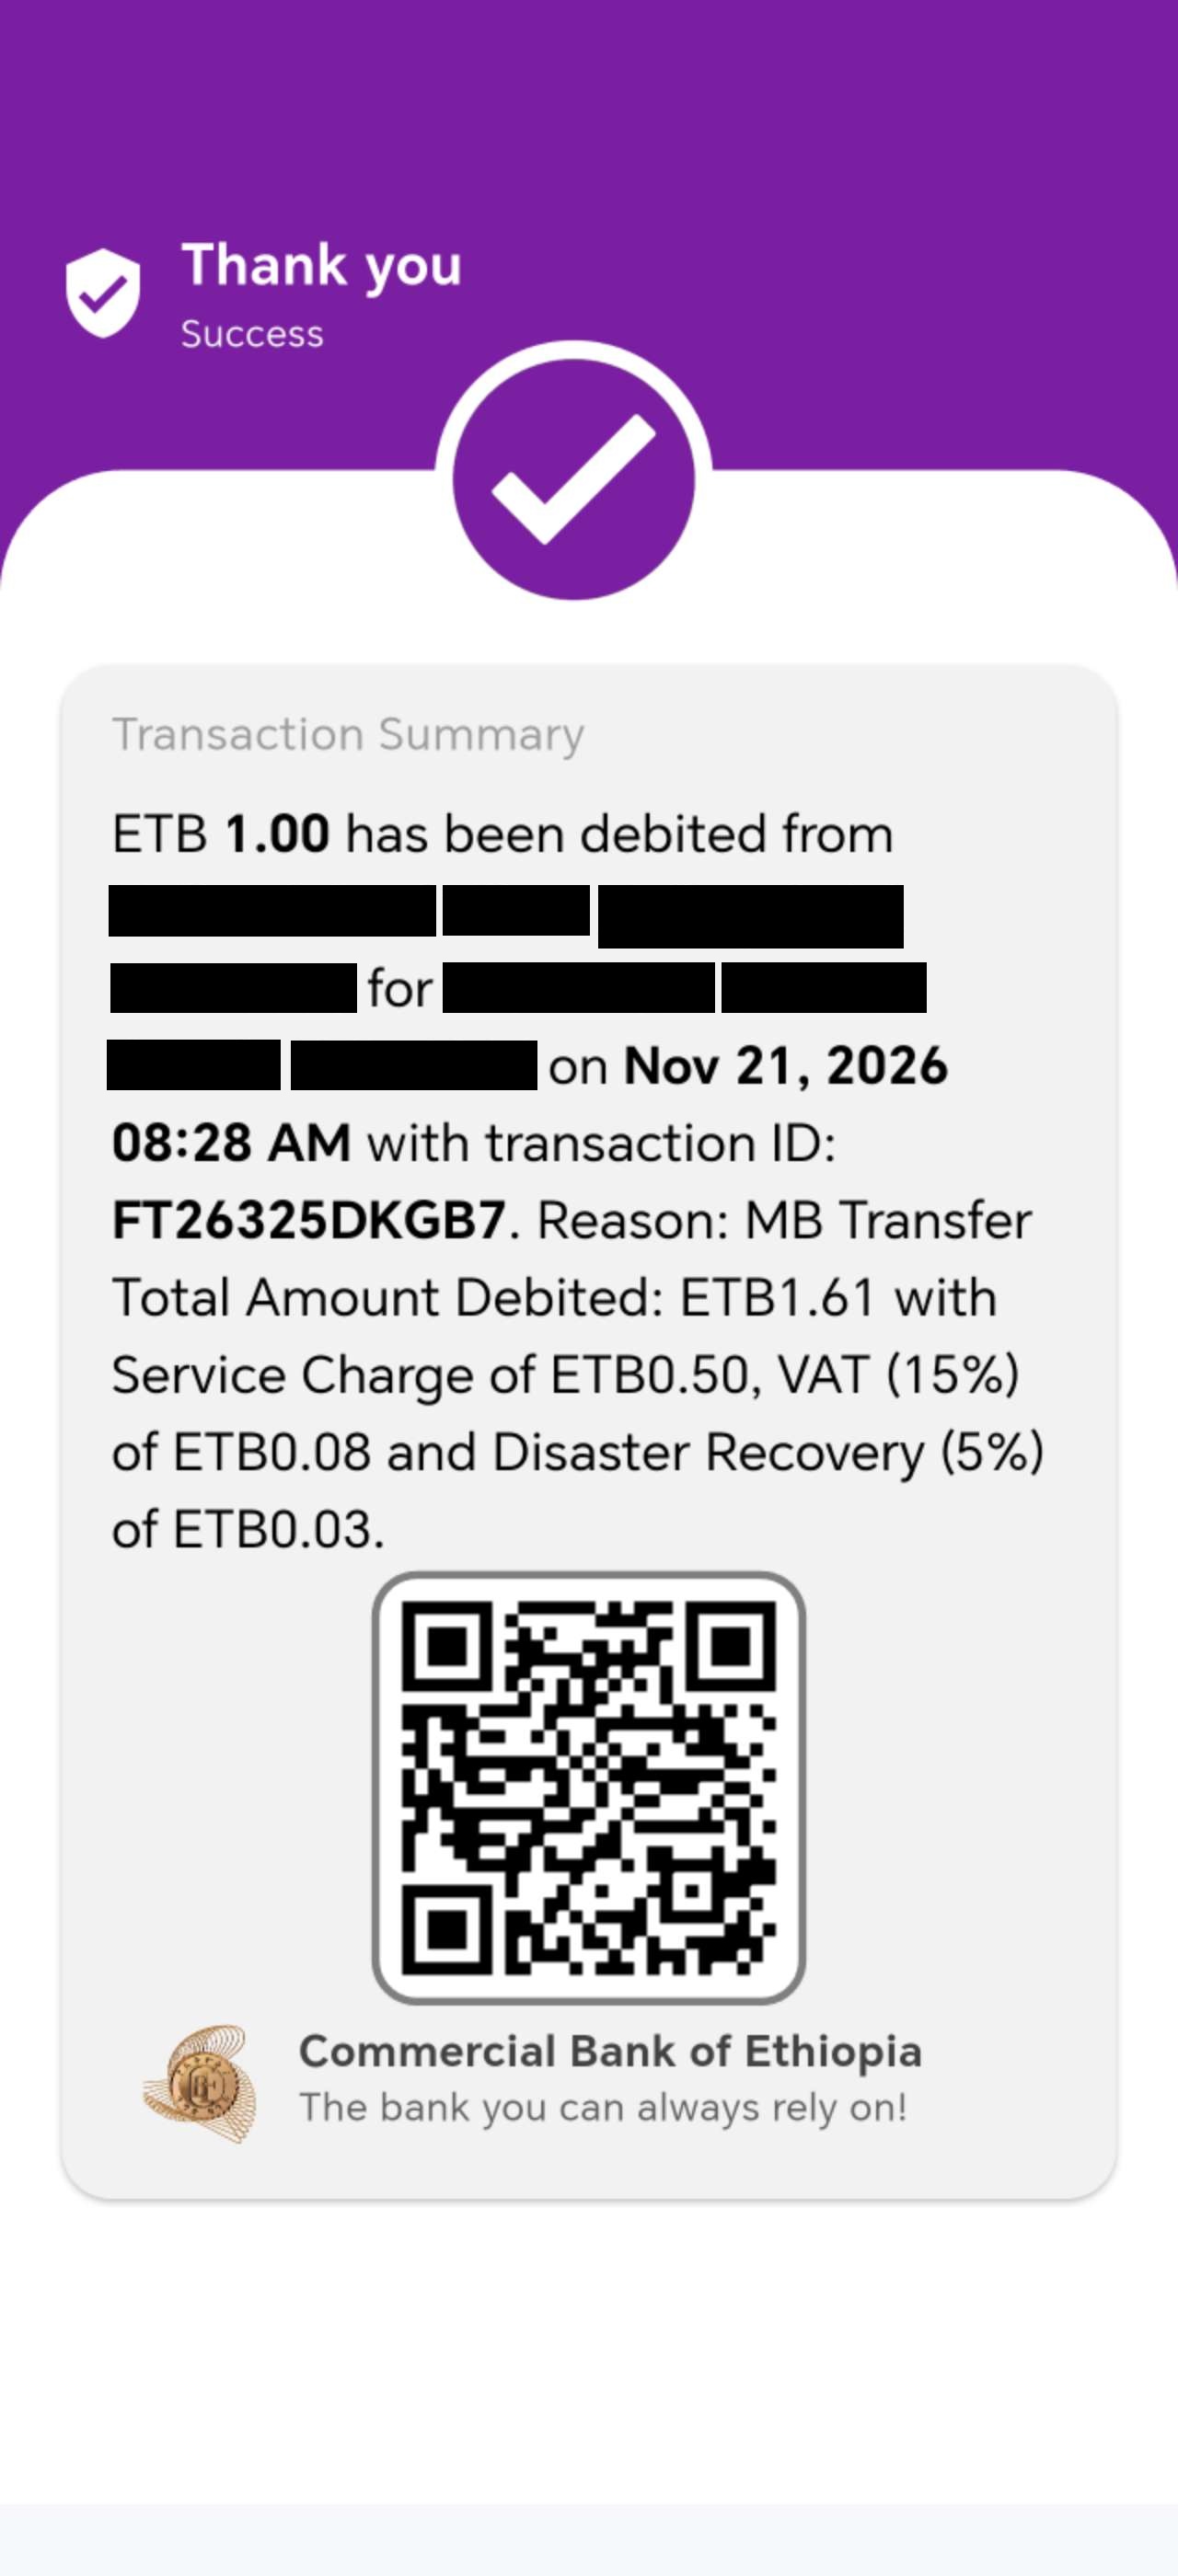 Thank you
Success
Transaction Summary
ETB 1.00 has been debited from
for
on Nov 21, 2026
08:28 AM with transaction ID:
FT26325DKGB7. Reason: MB Transfer
Total Amount Debited: ETB1.61 with
Service Charge of ETB0.50, VAT (15%)
of ETB0.08 and Disaster Recovery (5%)
of ETB0.03.
Commercial Bank of Ethiopia
The bank you can always rely on!